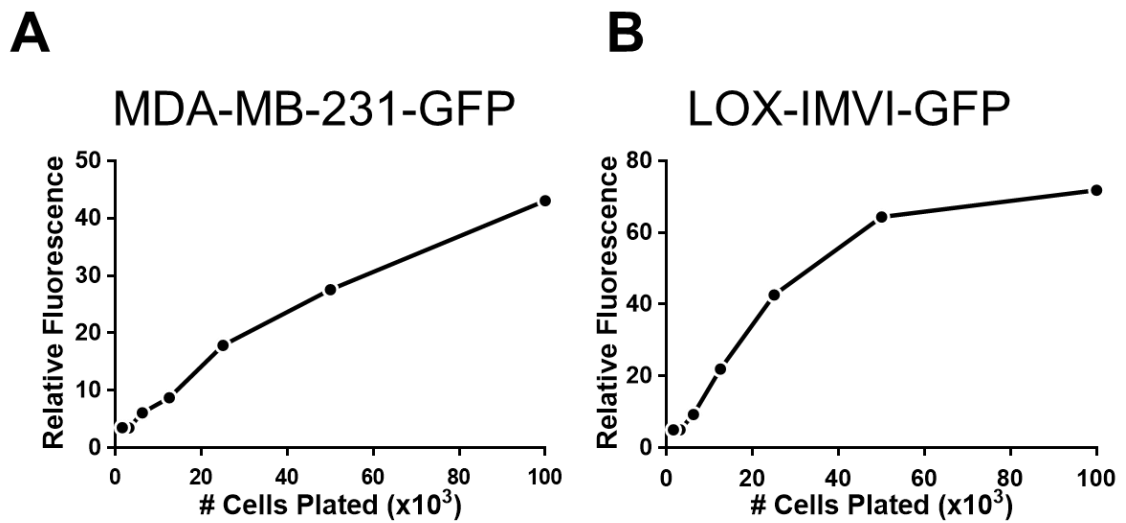 A
B
MDA-MB-231-GFP
LOX-IMVI-GFP
Relative Fluorescence
50
40
30
20
10
0
0 20 40 60 80 100
# Cells Plated (x10³)
Relative Fluorescence
80
60
40
20
0
0 20 40 60 80 100
# Cells Plated (x10³)